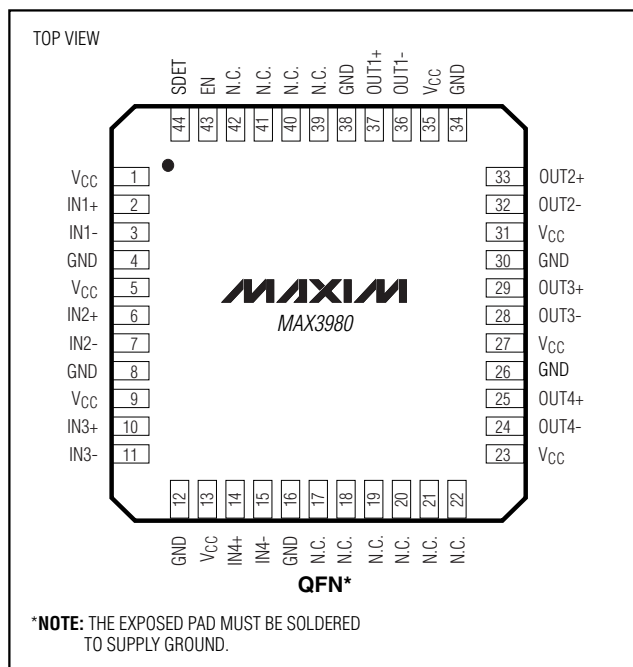 TOP VIEW
SDET
EN
N.C.
N.C.
N.C.
N.C.
GND
OUT1+
OUT1-
VCC
GND
44 43 42 41 40 39 38 37 36 35 34
VCC 1
IN1+ 2
IN1- 3
GND 4
VCC 5
IN2+ 6
IN2- 7
GND 8
VCC 9
IN3+ 10
IN3- 11
MAXIM
MAX3980
33 OUT2+
32 OUT2-
31 VCC
30 GND
29 OUT3+
28 OUT3-
27 VCC
26 GND
25 OUT4+
24 OUT4-
23 VCC
12 13 14 15 16 17 18 19 20 21 22
GND
VCC
IN4+
IN4-
GND
N.C.
N.C.
N.C.
N.C.
N.C.
N.C.
QFN*
*NOTE: THE EXPOSED PAD MUST BE SOLDERED
TO SUPPLY GROUND.